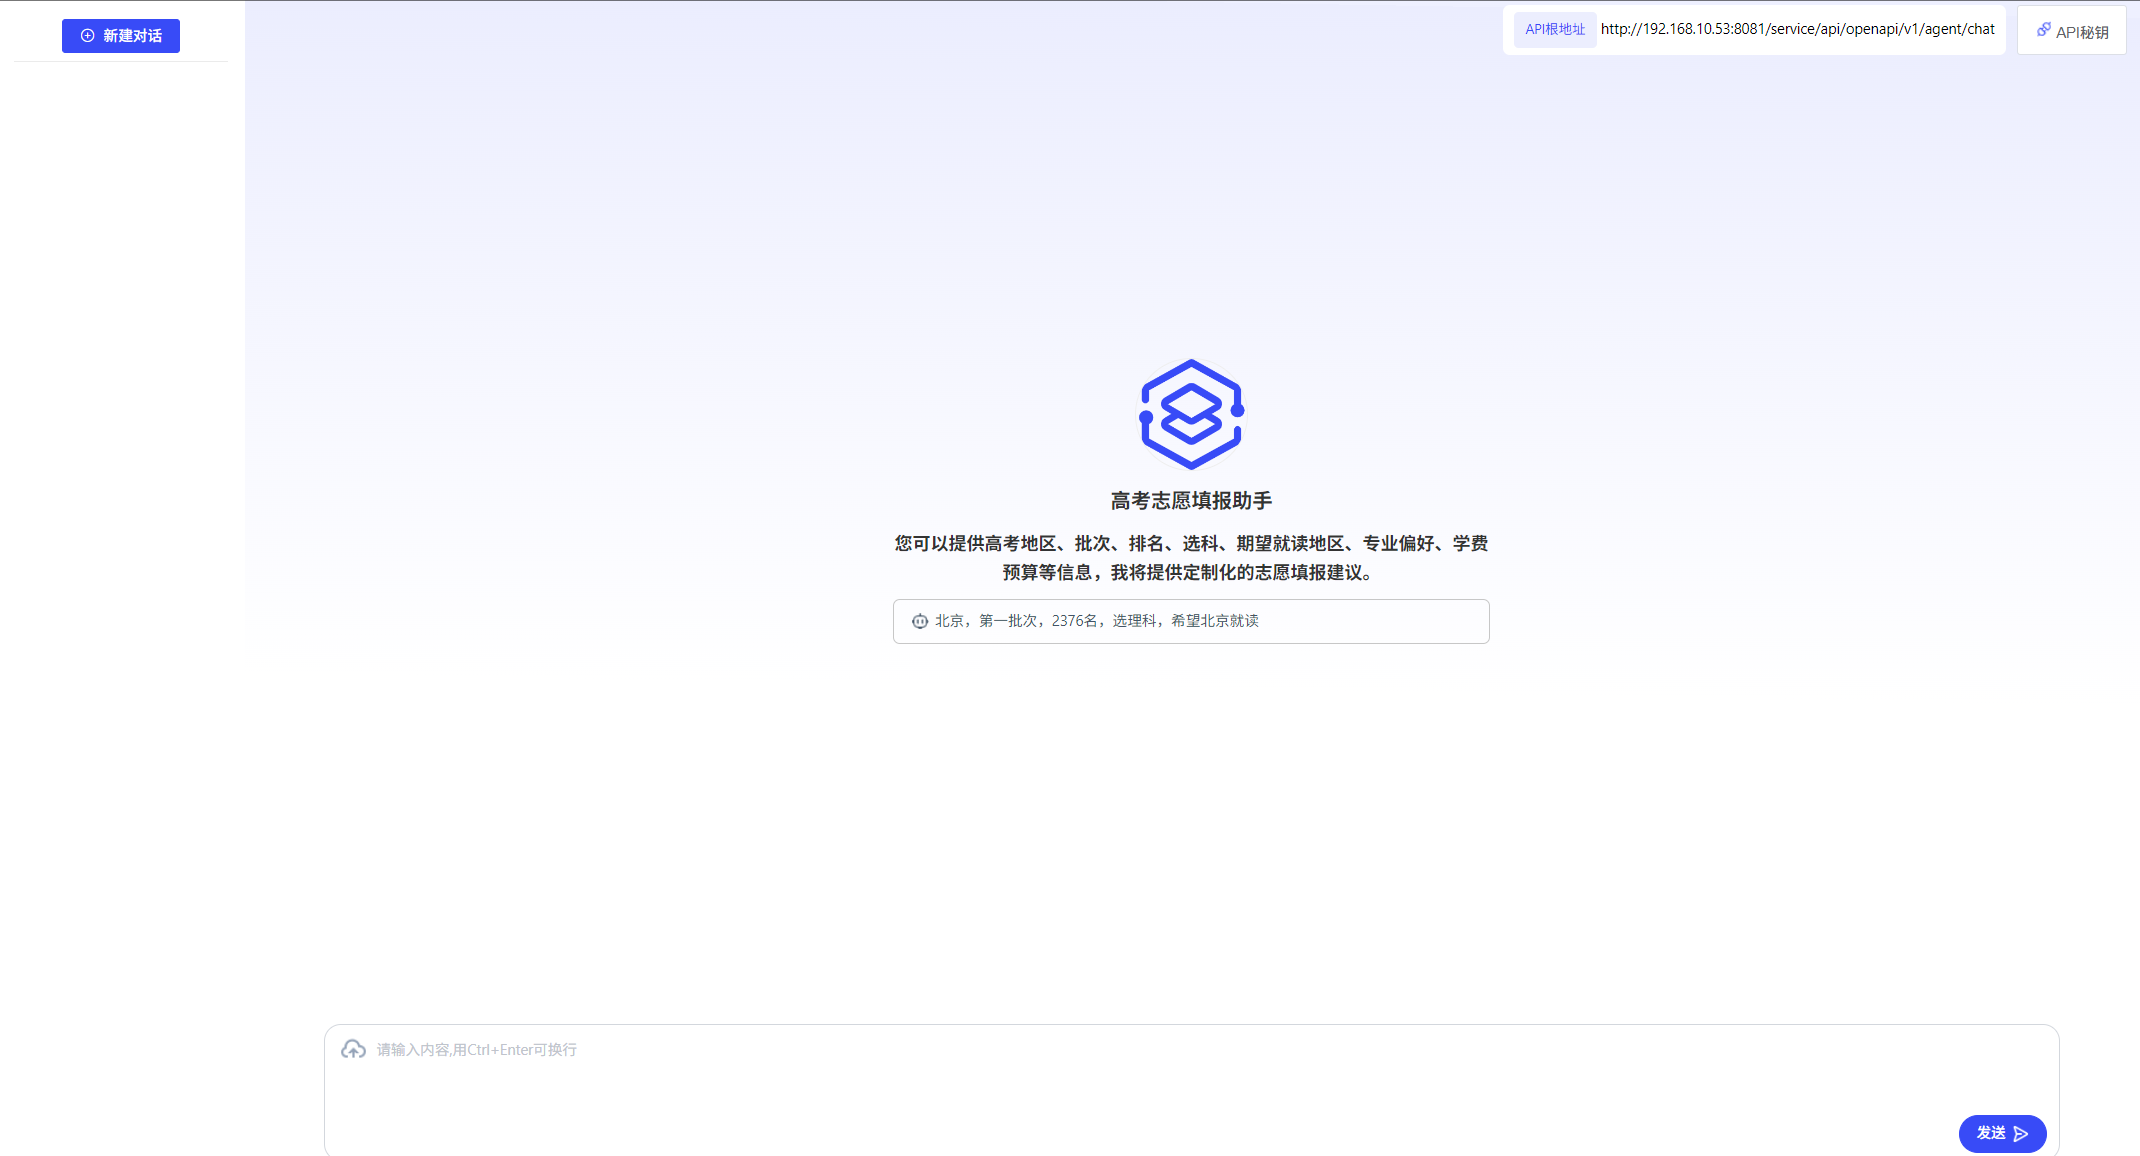 新建对话
API根地址 http://192.168.10.53:8081/service/api/openapi/v1/agent/chat
API秘钥
高考志愿填报助手
您可以提供高考地区、批次、排名、选科、期望就读地区、专业偏好、学费
预算等信息，我将提供定制化的志愿填报建议。
北京，第一批次，2376名，选理科，希望北京就读
请输入内容,用Ctrl+Enter可换行
发送